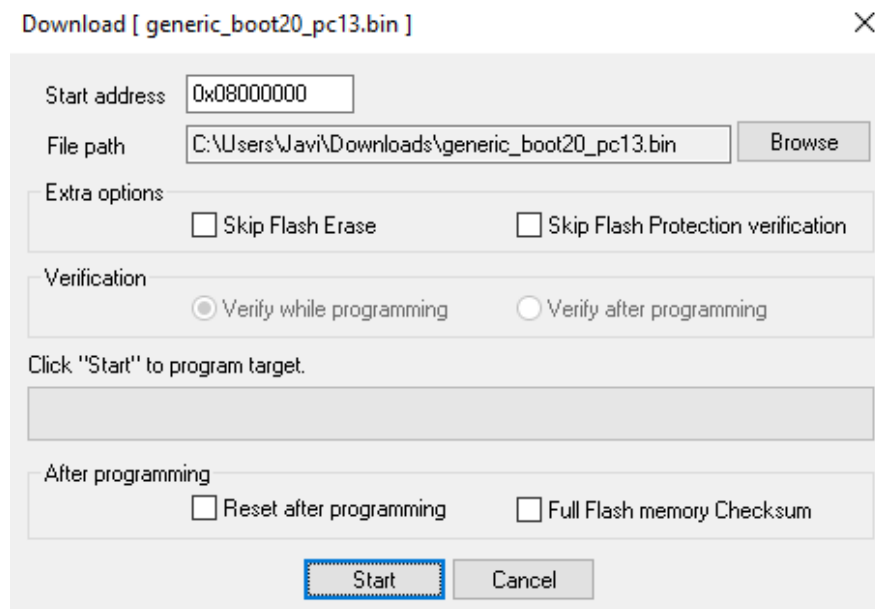 Download [ generic_boot20_pc13.bin ]
Start address 0x08000000
File path C:\Users\Javi\Downloads\generic_boot20_pc13.bin Browse
Extra options
Skip Flash Erase Skip Flash Protection verification
Verification
Verify while programming Verify after programming
Click "Start" to program target.
After programming
Reset after programming Full Flash memory Checksum
Start Cancel